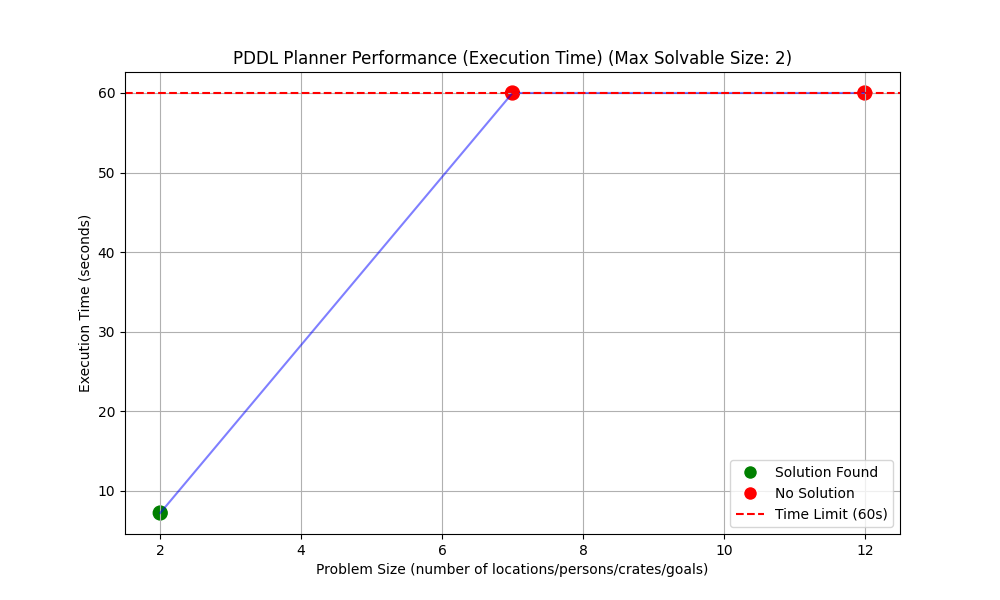 PDDL Planner Performance (Execution Time) (Max Solvable Size: 2)
Execution Time (seconds)
60
50
40
30
20
10
2
4
6
8
10
12
Problem Size (number of locations/persons/crates/goals)
Solution Found
No Solution
Time Limit (60s)